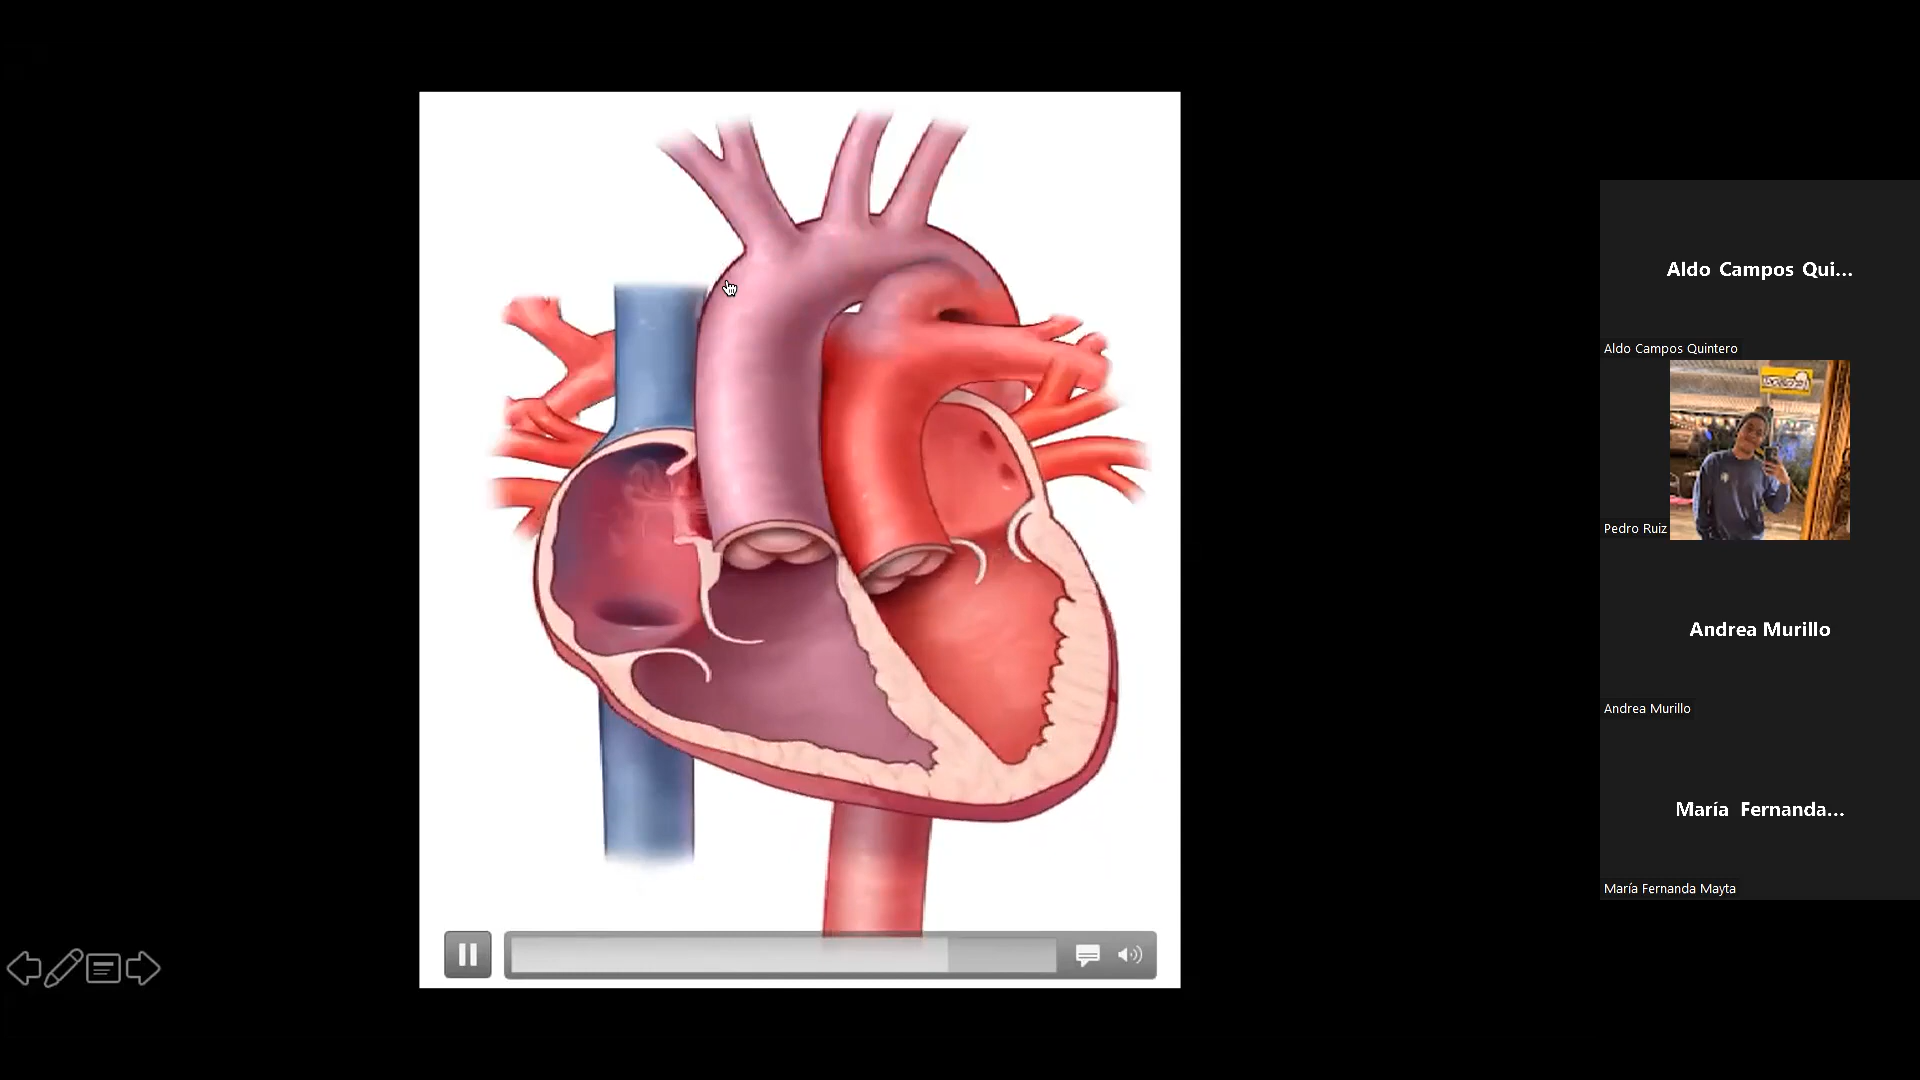 Aldo Campos Qui...
Aldo Campos Quintero
Pedro Ruiz
Andrea Murillo
Andrea Murillo
María Fernanda...
María Fernanda Mayta